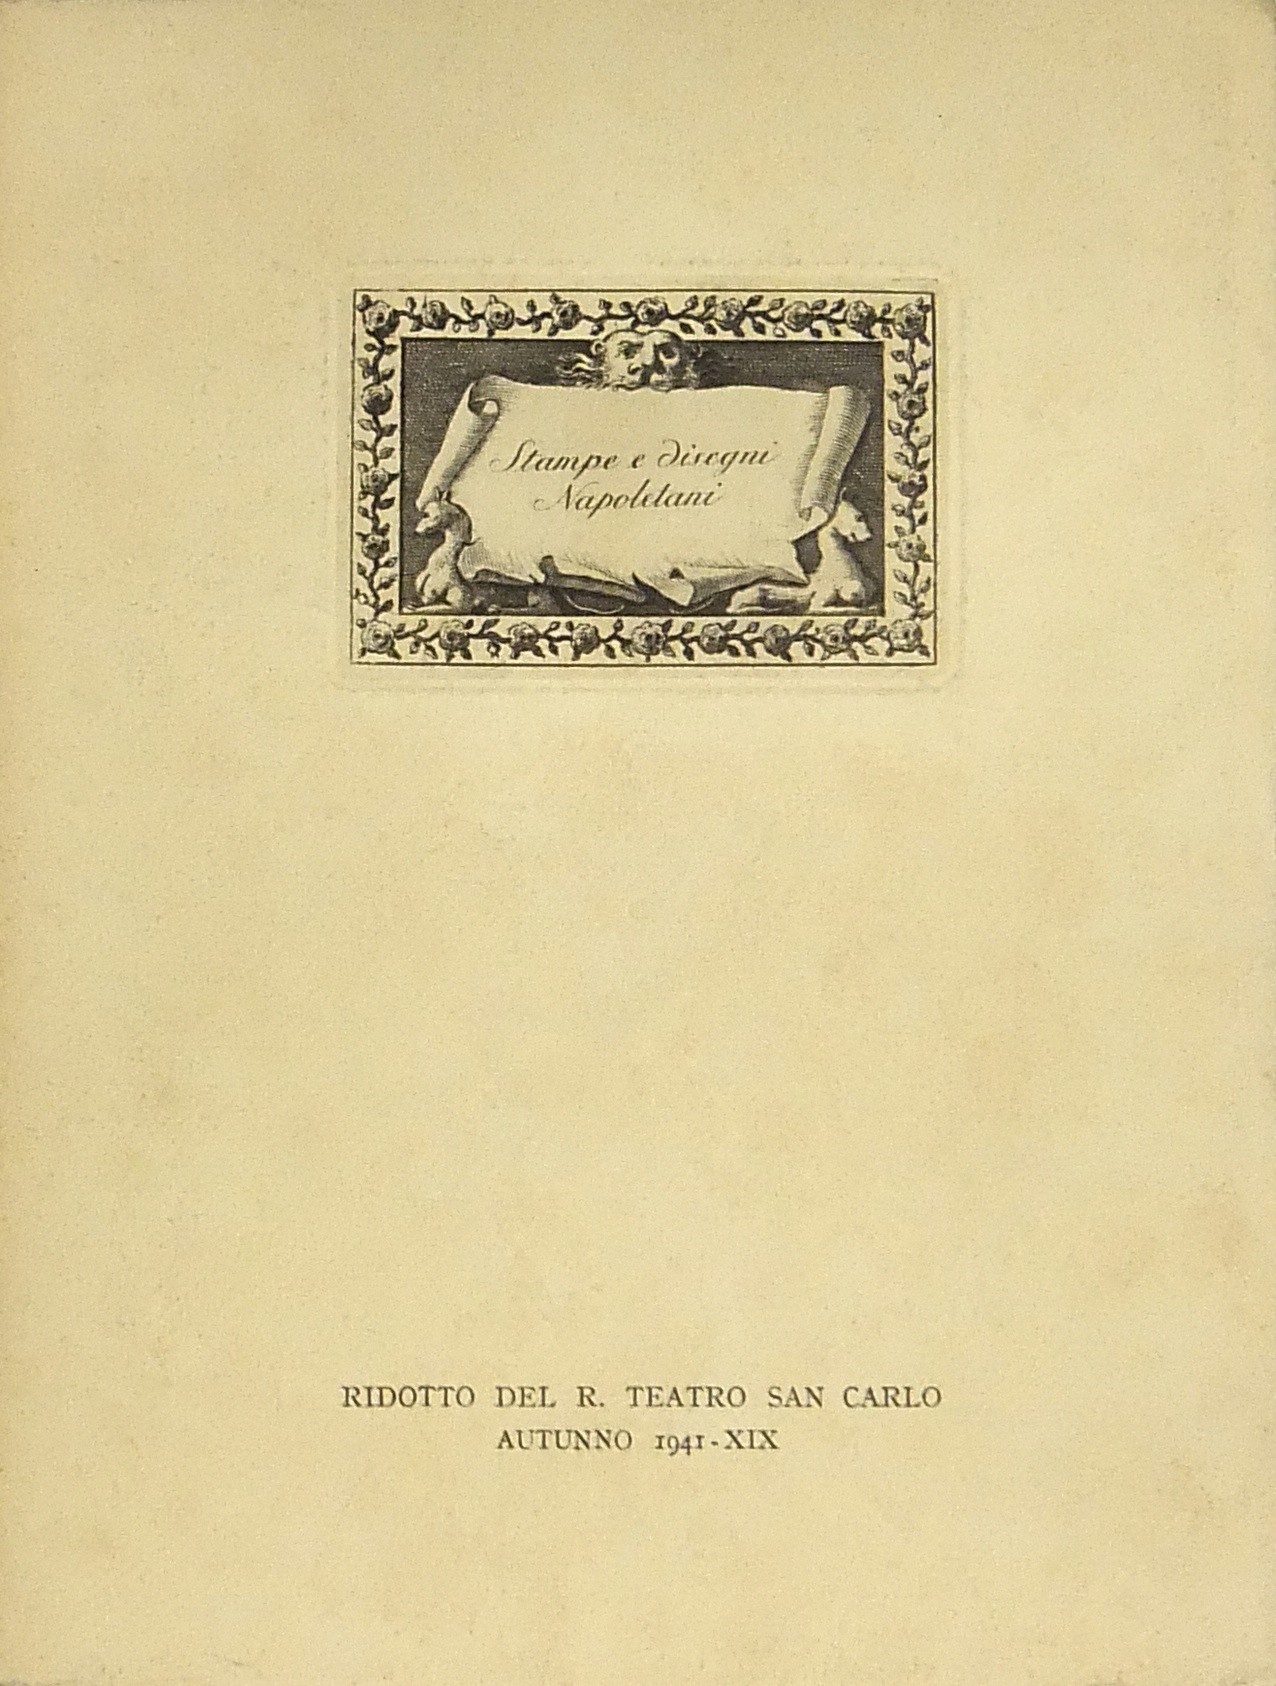 Stampe e disegni
Napoletani
RIDOTTO DEL R. TEATRO SAN CARLO
AUTUNNO 1941-XIX